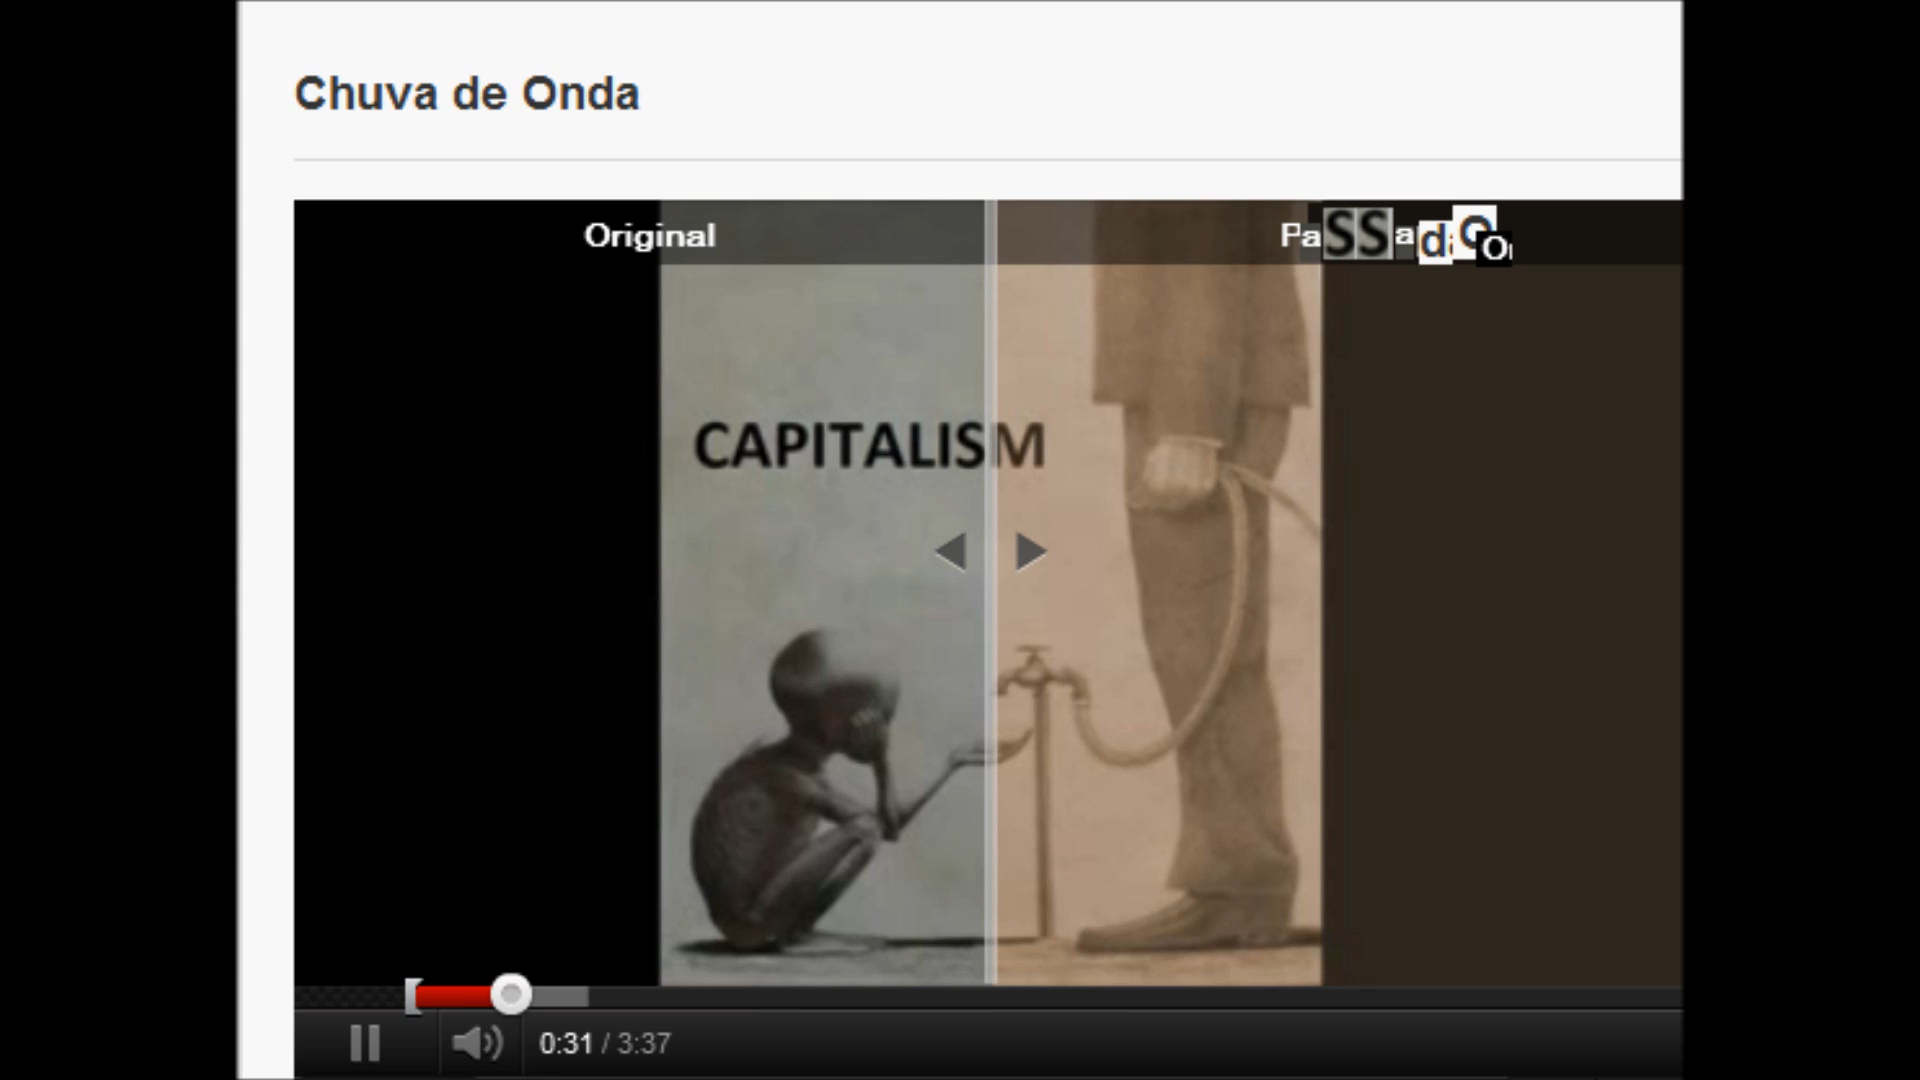 Chuva de Onda
Original
PaSSadO
CAPITALISM
0:31 / 3:37